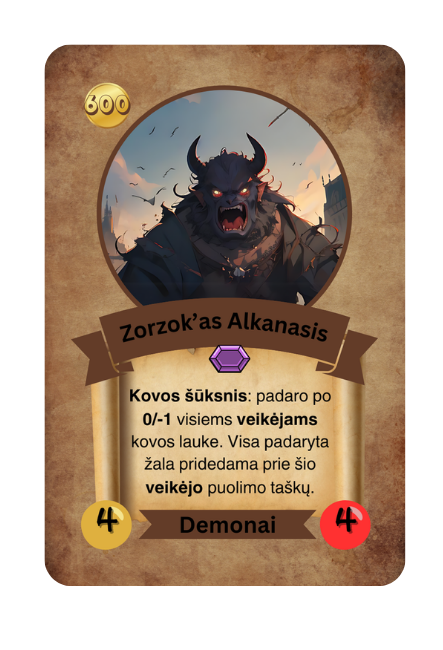 600
Zorzok’as Alkanasis
Kovos šūksnis: padaro po
0/-1 visiems veikėjams
kovos lauke. Visa padaryta
žala pridedama prie šio
veikėjo puolimo taškų.
4 Demonai 4